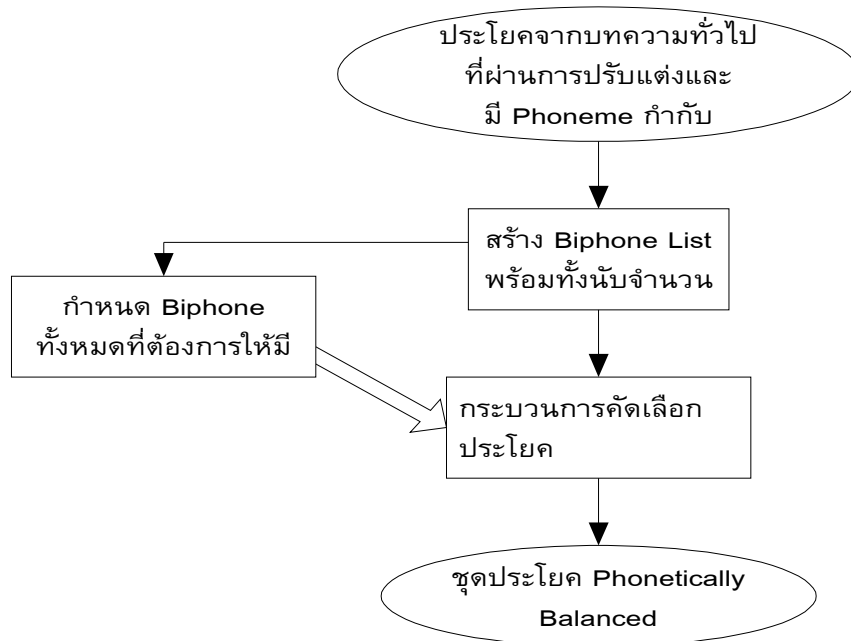 ประโยคจากบทความทั่วไป
ที่ผ่านการปรับแต่งและ
มี Phoneme กำกับ
สร้าง Biphone List
พร้อมทั้งนับจำนวน
กำหนด Biphone
ทั้งหมดที่ต้องการให้มี
กระบวนการคัดเลือก
ประโยค
ชุดประโยค Phonetically
Balanced